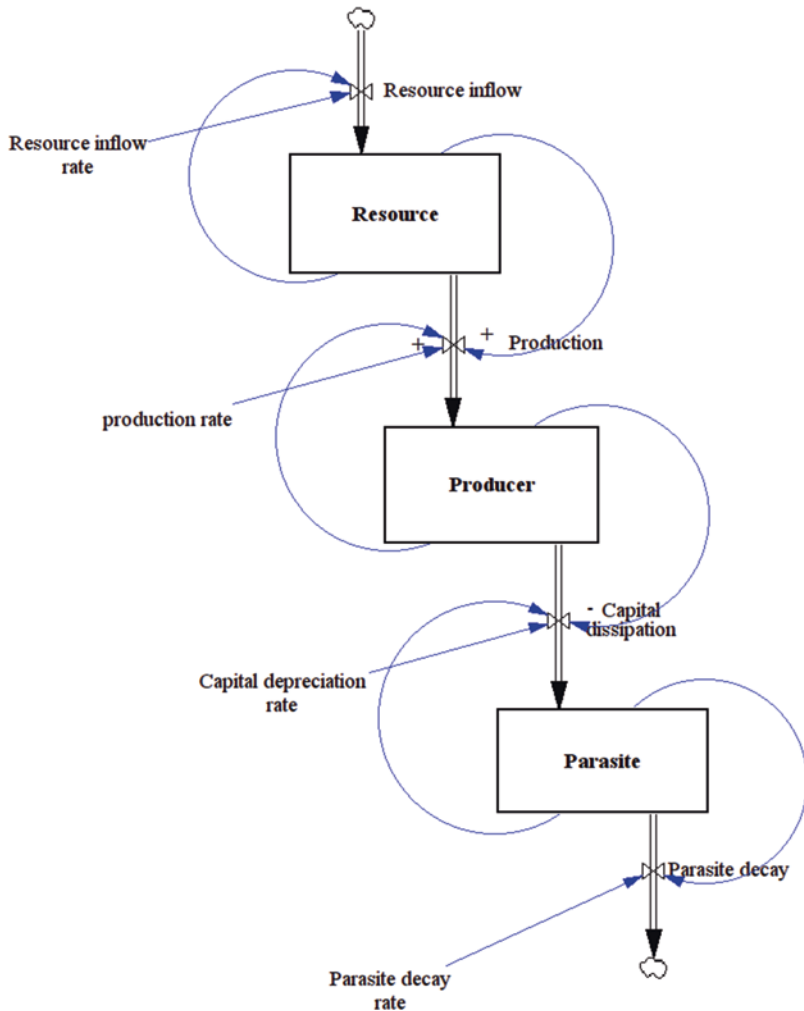 Resource inflow
Resource inflow
rate
Resource
+
+ Production
production rate
Producer
- Capital
dissipation
Capital depreciation
rate
Parasite
Parasite decay
Parasite decay
rate